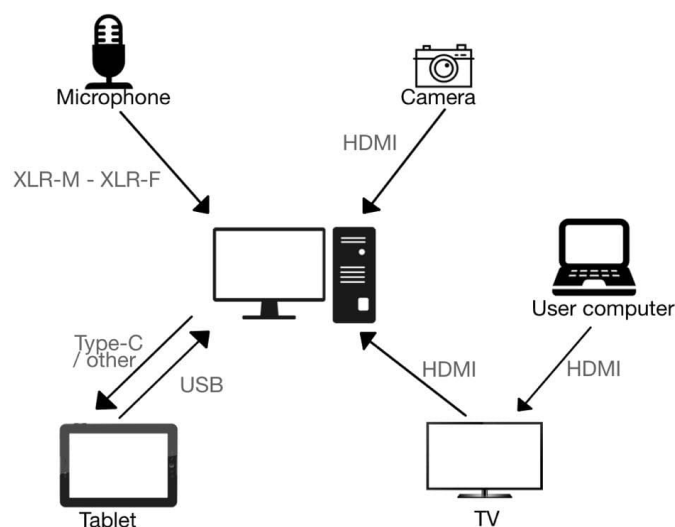 Microphone
Camera
HDMI
XLR-M - XLR-F
User computer
Type-C
/ other
USB
HDMI
HDMI
Tablet
TV